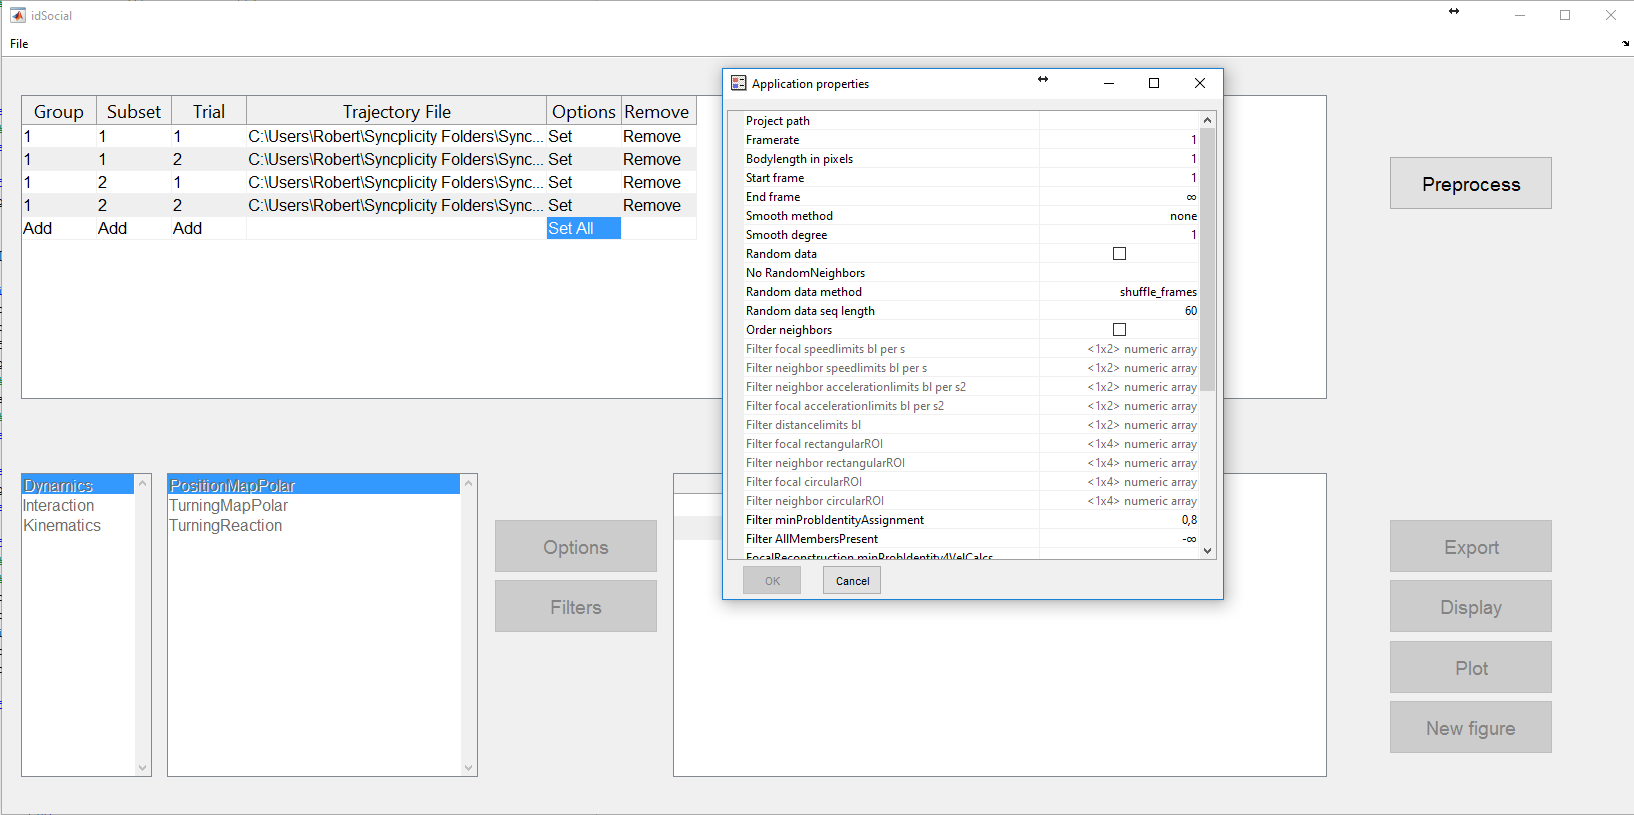 idSocial
File
Group Subset Trial Trajectory File Options Remove
1 1 1 C:\Users\Robert\Syncplicity Folders\Sync... Set Remove
1 1 2 C:\Users\Robert\Syncplicity Folders\Sync... Set Remove
1 2 1 C:\Users\Robert\Syncplicity Folders\Sync... Set Remove
1 2 2 C:\Users\Robert\Syncplicity Folders\Sync... Set Remove
Add Add Add Set All
Application properties
Project path
Framerate 1
Bodylength in pixels 1
Start frame 1
End frame ∞
Smooth method none
Smooth degree 1
Random data
No RandomNeighbors
Random data method shuffle_frames
Random data seq length 60
Order neighbors
Filter focal speedlimits bl per s <1x2> numeric array
Filter neighbor speedlimits bl per s <1x2> numeric array
Filter neighbor accelerationlimits bl per s2 <1x2> numeric array
Filter focal accelerationlimits bl per s2 <1x2> numeric array
Filter distancelimits bl <1x2> numeric array
Filter focal rectangularROI <1x4> numeric array
Filter neighbor rectangularROI <1x4> numeric array
Filter focal circularROI <1x4> numeric array
Filter neighbor circularROI <1x4> numeric array
Filter minProbIdentityAssignment 0,8
Filter AllMembersPresent -∞
FocalReconstruction minProbIdentity4VelCalcs
OK Cancel
Preprocess
Dynamics
Interaction
Kinematics
PositionMapPolar
TurningMapPolar
TurningReaction
Options
Filters
Export
Display
Plot
New figure